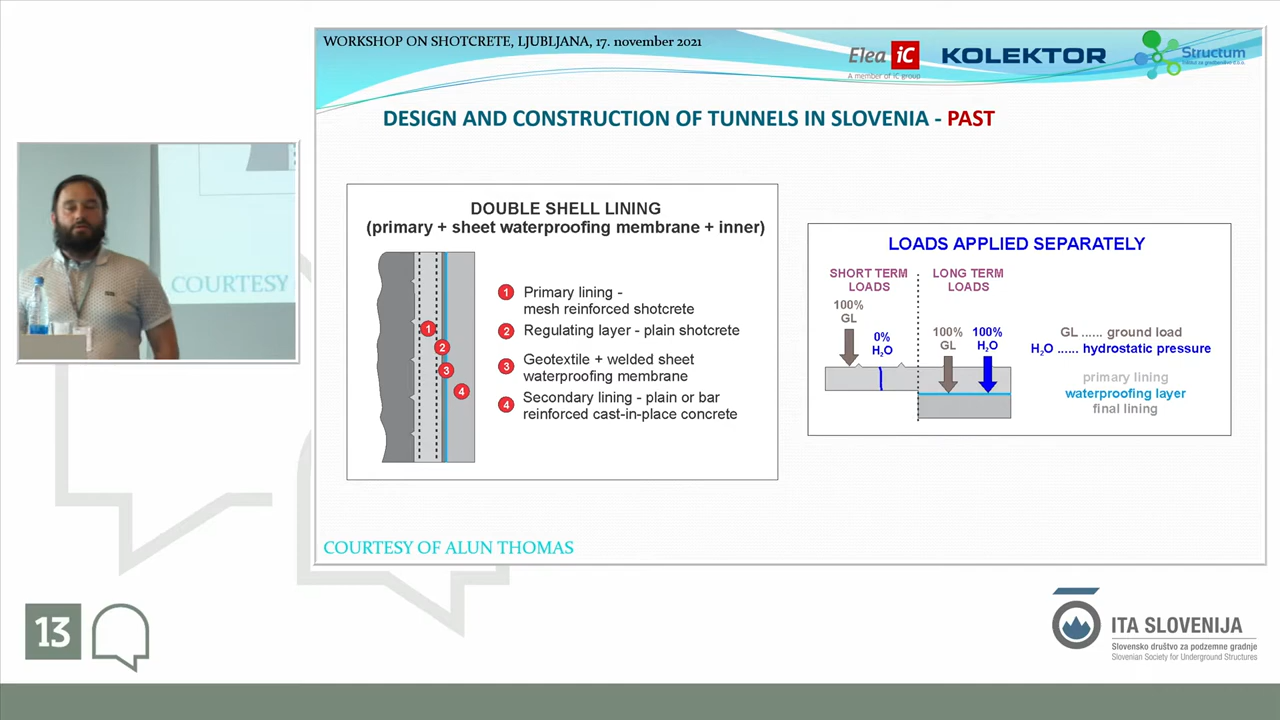 WORKSHOP ON SHOTCRETE, LJUBLJANA, 17. november 2021
Elea iC
A member of iC group
KOLEKTOR
Structum
DESIGN AND CONSTRUCTION OF TUNNELS IN SLOVENIA - PAST
DOUBLE SHELL LINING
(primary + sheet waterproofing membrane + inner)
1 Primary lining -
mesh reinforced shotcrete
2 Regulating layer - plain shotcrete
3 Geotextile + welded sheet
waterproofing membrane
4 Secondary lining - plain or bar
reinforced cast-in-place concrete
1
2
3
4
LOADS APPLIED SEPARATELY
SHORT TERM
LOADS
LONG TERM
LOADS
100%
GL
0%
H₂O
100%
GL
100%
H₂O
GL ...... ground load
H₂O ...... hydrostatic pressure
primary lining
waterproofing layer
final lining
COURTESY OF ALUN THOMAS
COURTESY
13
ITA SLOVENIJA
Slovensko društvo za podzemne gradnje
Slovenian Society for Underground Structures